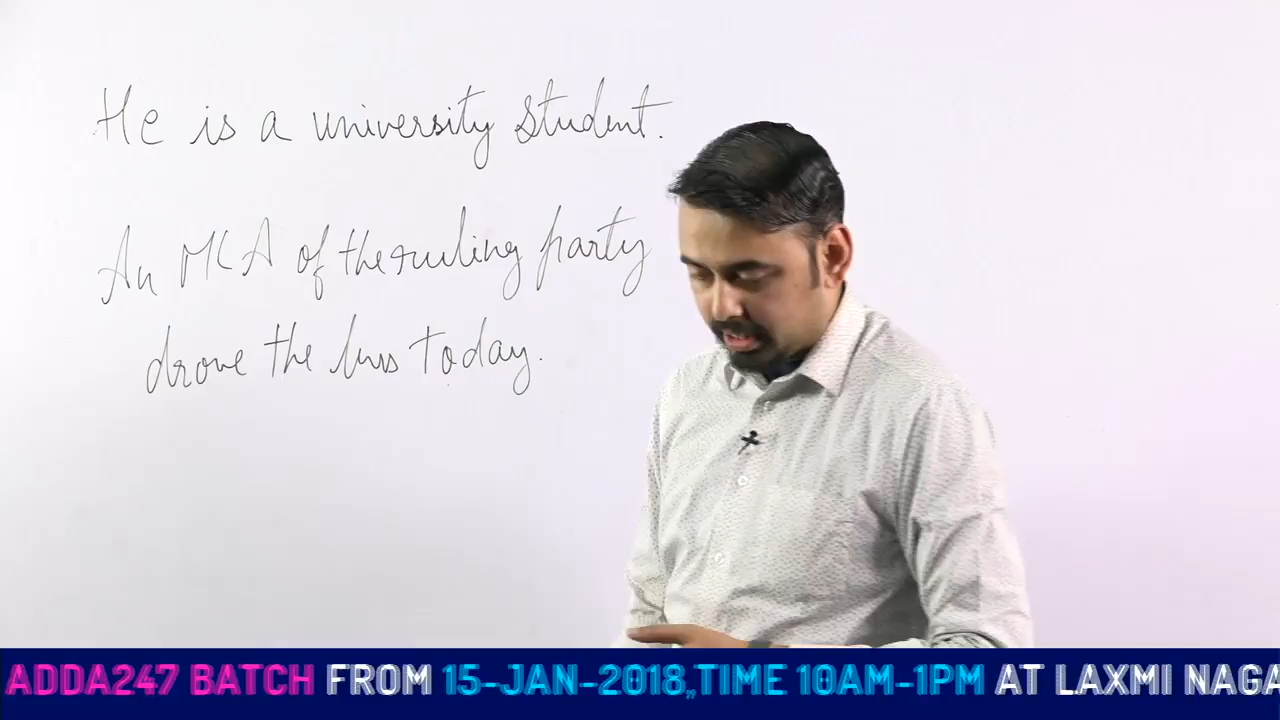 He is a university student.
An MLA of the ruling party
drove the bus today.
ADDA247 BATCH FROM 15-JAN-2018,,TIME 10AM-1PM AT LAXMI NAGA